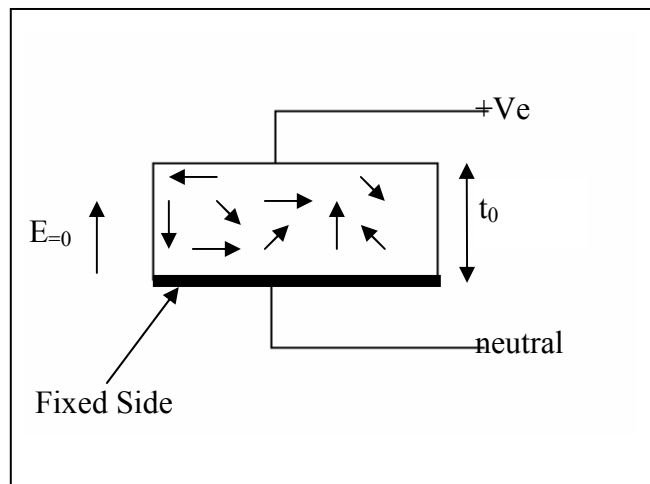 +Ve
t₀
E=0
neutral
Fixed Side